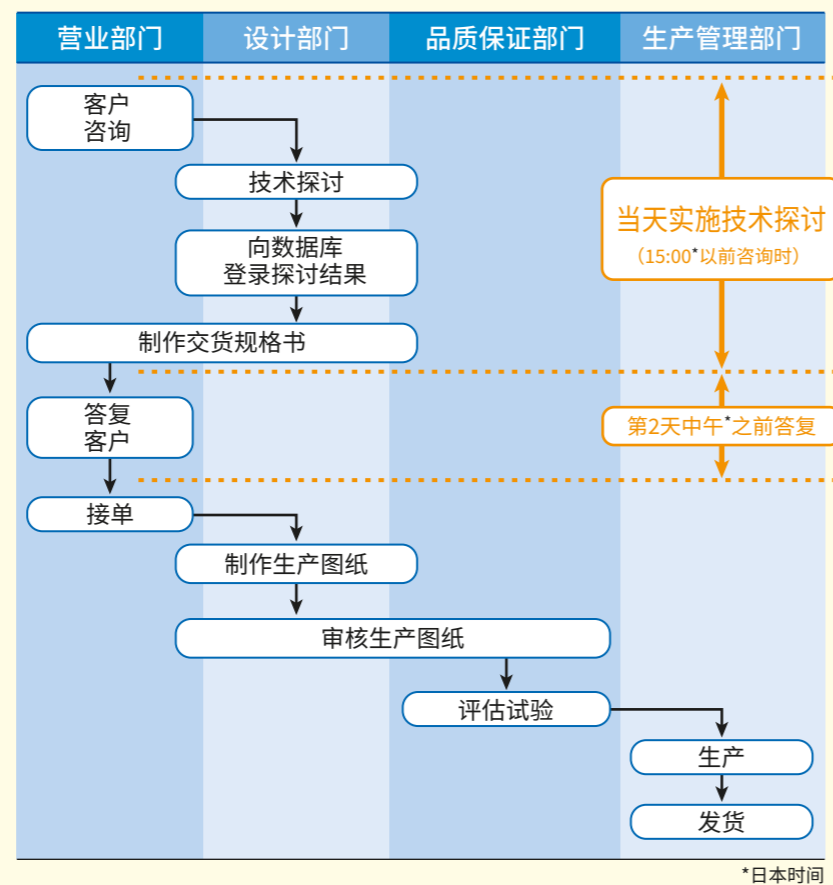 营业部门 设计部门 品质保证部门 生产管理部门
客户
咨询
技术探讨
向数据库
登录探讨结果
当天实施技术探讨
（15:00*以前咨询时）
制作交货规格书
答复
客户
第2天中午*之前答复
接单
制作生产图纸
审核生产图纸
评估试验
生产
发货
*日本时间